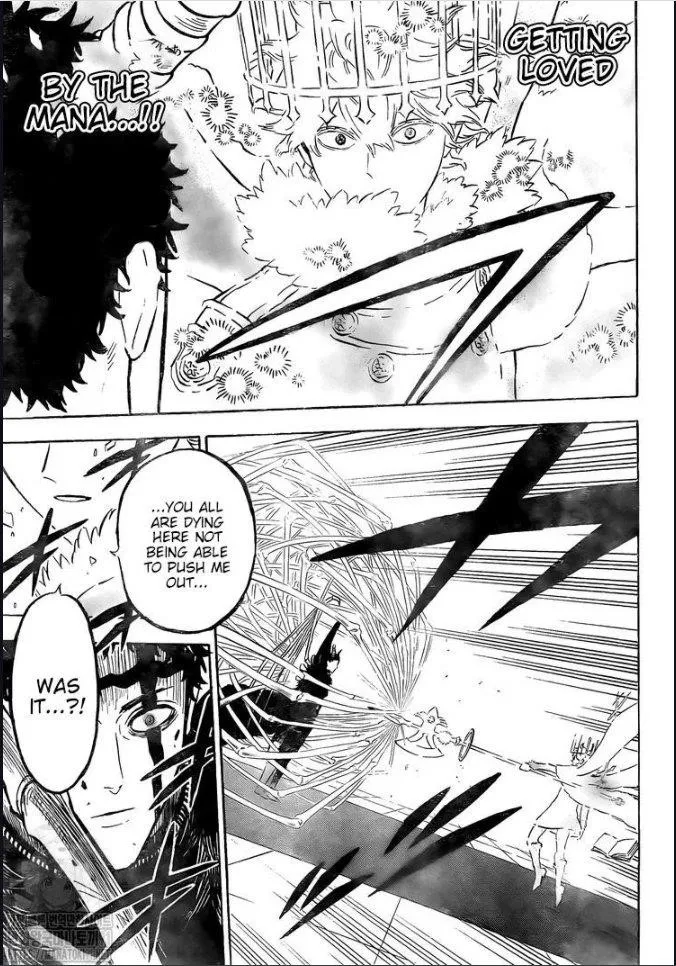 GETTING
LOVED
BY THE
MANA...!!
...YOU ALL
ARE DYING
HERE NOT
BEING ABLE
TO PUSH ME
OUT...
WAS
IT...?!